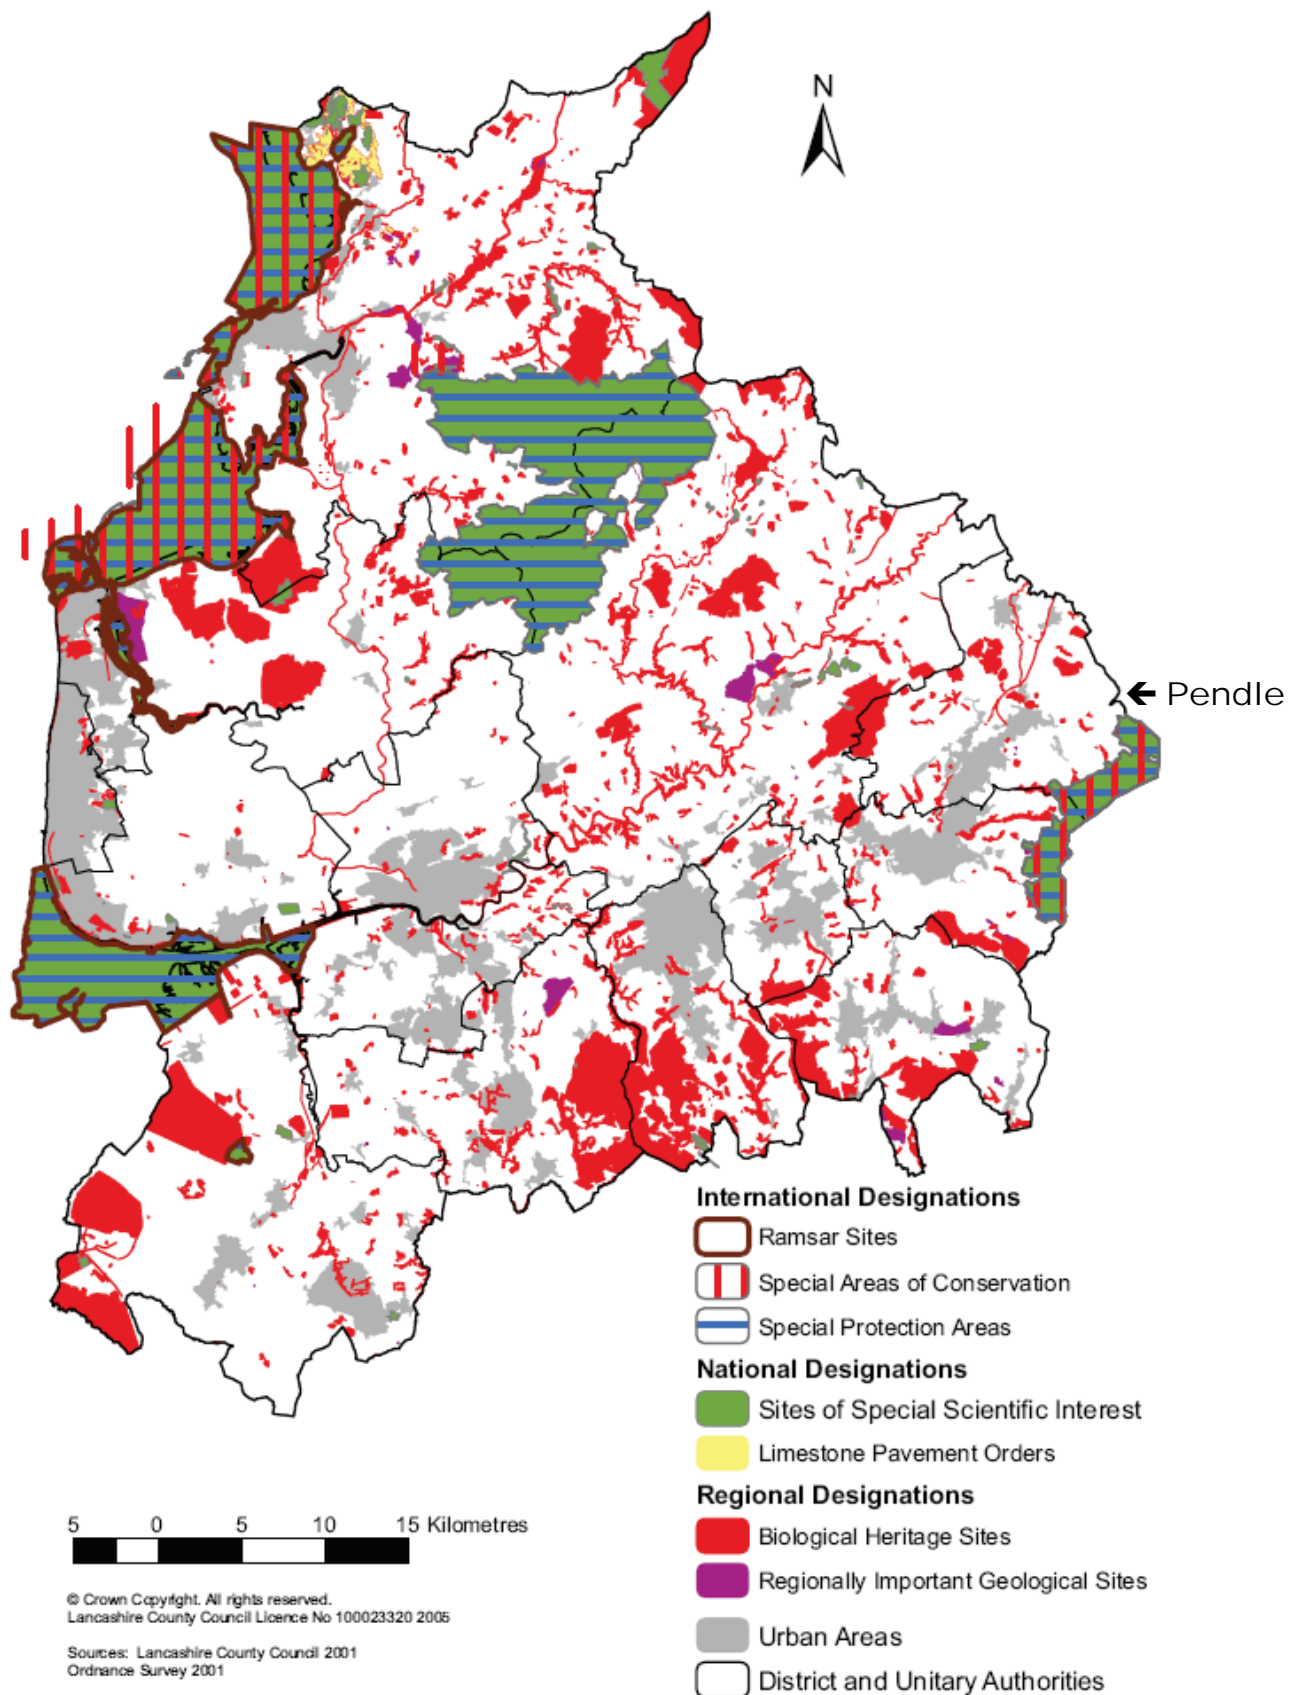 N
🡰 Pendle
International Designations
Ramsar Sites
Special Areas of Conservation
Special Protection Areas
National Designations
Sites of Special Scientific Interest
Limestone Pavement Orders
Regional Designations
Biological Heritage Sites
Regionally Important Geological Sites
Urban Areas
District and Unitary Authorities
5 0 5 10 15 Kilometres
© Crown Copyright. All rights reserved.
Lancashire County Council Licence No 100023320 2005
Sources: Lancashire County Council 2001
Ordnance Survey 2001